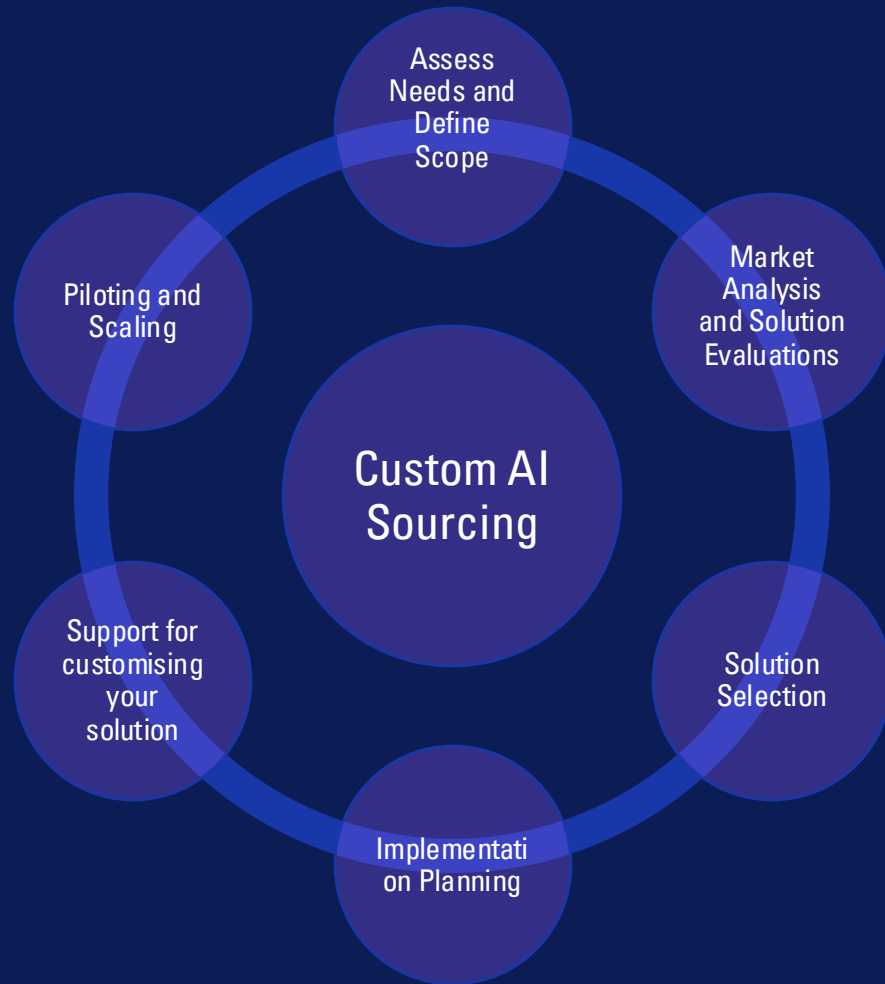 Assess
Needs and
Define
Scope
Market
Analysis
and Solution
Evaluations
Solution
Selection
Implementati
on Planning
Support for
customising
your
solution
Piloting and
Scaling
Custom AI
Sourcing